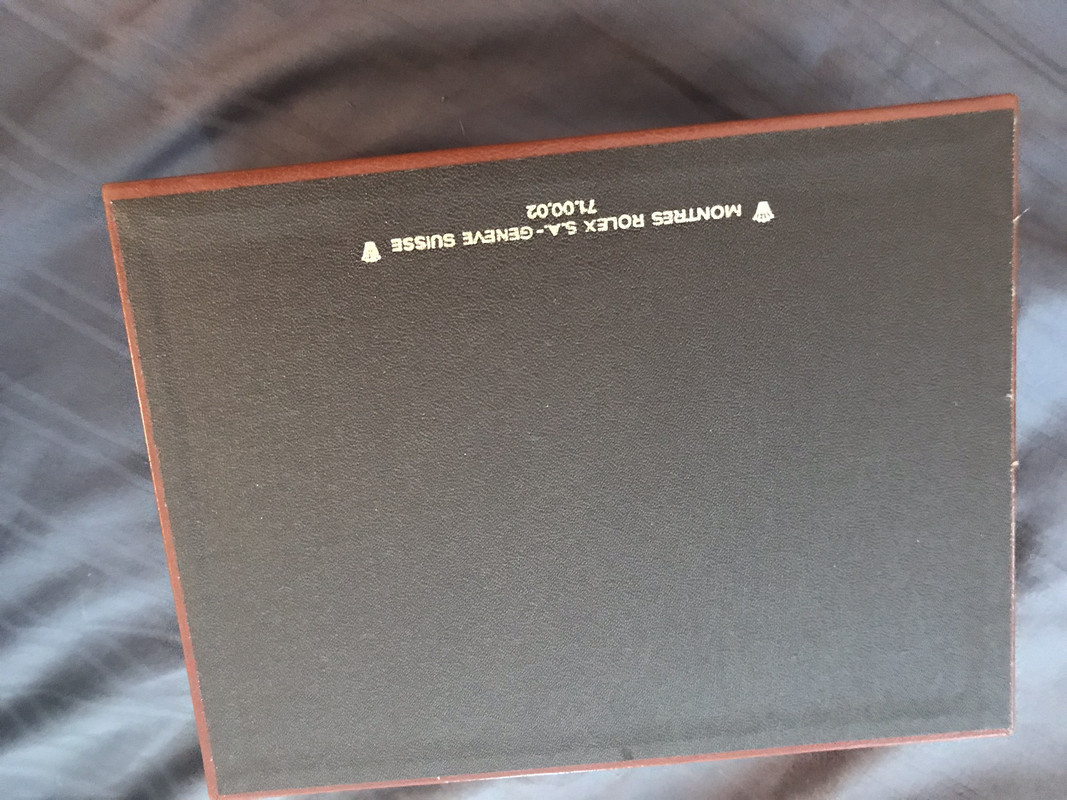 MONTRES ROLEX S.A. - GENEVE SUISSE
71.00.02